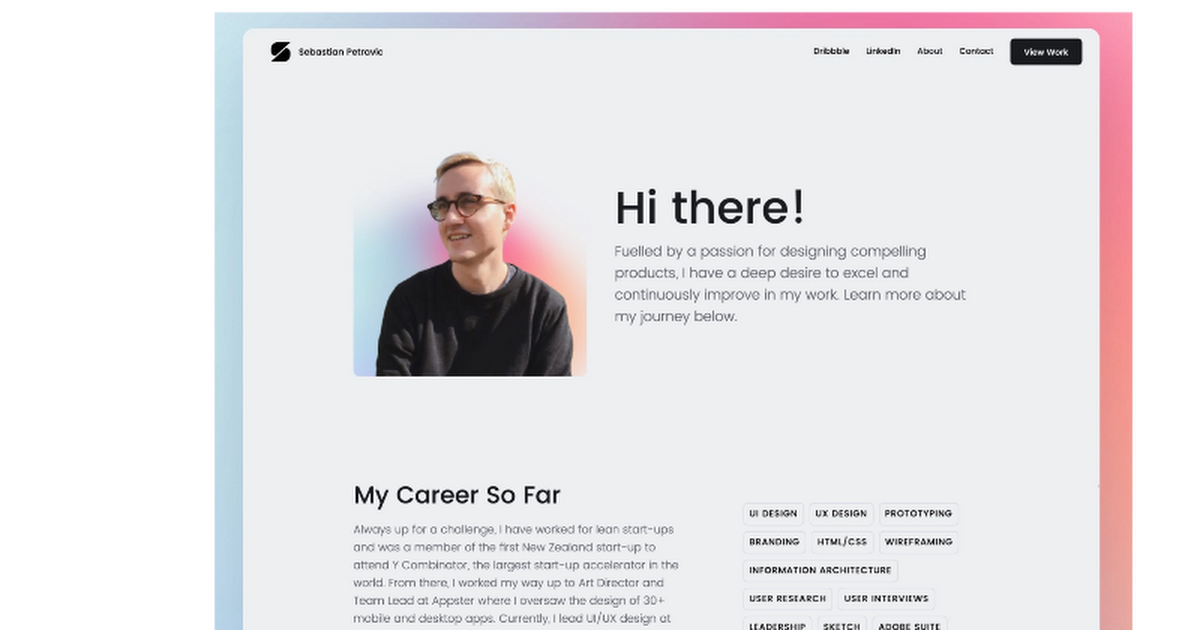 Sebastian Petrovic
Dribbble LinkedIn About Contact View Work
Hi there!
Fuelled by a passion for designing compelling
products, I have a deep desire to excel and
continuously improve in my work. Learn more about
my journey below.
My Career So Far
Always up for a challenge, I have worked for lean start-ups
and was a member of the first New Zealand start-up to
attend Y Combinator, the largest start-up accelerator in the
world. From there, I worked my way up to Art Director and
Team Lead at Appster where I oversaw the design of 30+
mobile and desktop apps. Currently, I lead UI/UX design at
UI DESIGN UX DESIGN PROTOTYPING
BRANDING HTML/CSS WIREFRAMING
INFORMATION ARCHITECTURE
USER RESEARCH USER INTERVIEWS
LEADERSHIP SKETCH ADOBE SUITE